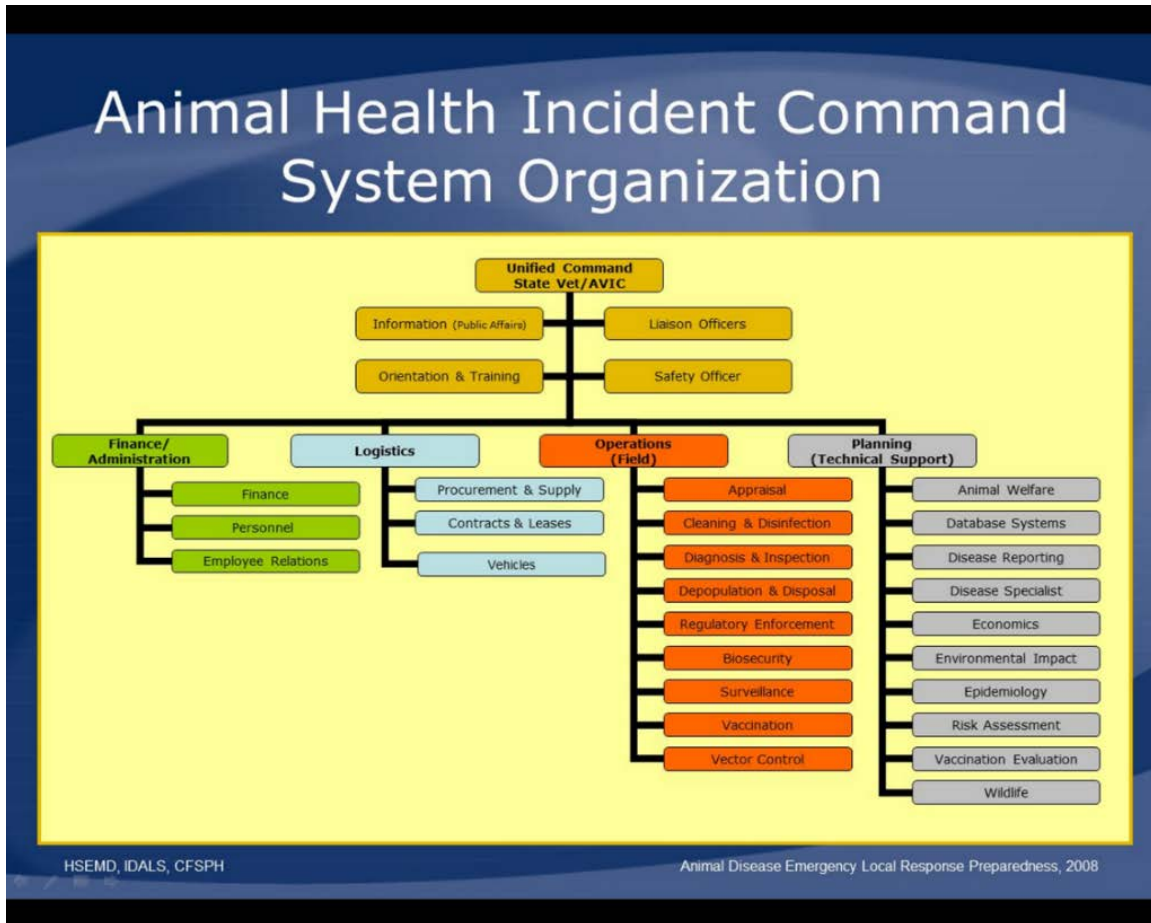 Animal Health Incident Command
System Organization
Unified Command
State Vet/AVIC
Information (Public Affairs)
Liaison Officers
Orientation & Training
Safety Officer
Finance/
Administration
Finance
Personnel
Employee Relations
Logistics
Procurement & Supply
Contracts & Leases
Vehicles
Operations
(Field)
Appraisal
Cleaning & Disinfection
Diagnosis & Inspection
Depopulation & Disposal
Regulatory Enforcement
Biosecurity
Surveillance
Vaccination
Vector Control
Planning
(Technical Support)
Animal Welfare
Database Systems
Disease Reporting
Disease Specialist
Economics
Environmental Impact
Epidemiology
Risk Assessment
Vaccination Evaluation
Wildlife
HSEMD, IDALS, CFSPH
Animal Disease Emergency Local Response Preparedness, 2008